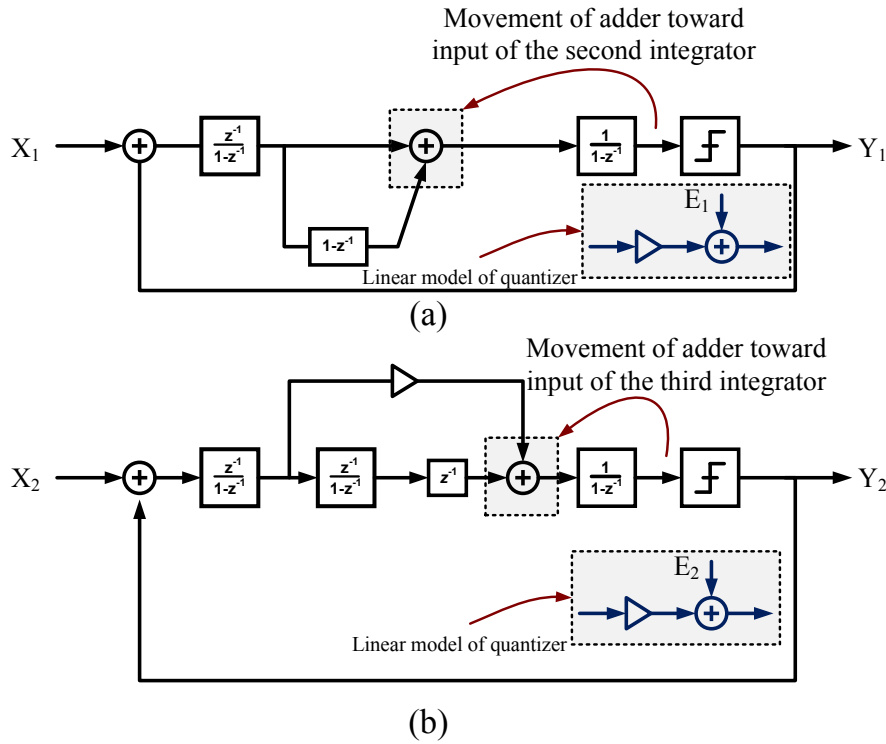 Movement of adder toward
input of the second integrator
X₁
z⁻¹
1-z⁻¹
+
+
1
1-z⁻¹
Y₁
1-z⁻¹
E₁
+
Linear model of quantizer
(a)
Movement of adder toward
input of the third integrator
X₂
+
z⁻¹
1-z⁻¹
z⁻¹
1-z⁻¹
z⁻¹
+
1
1-z⁻¹
Y₂
E₂
+
Linear model of quantizer
(b)